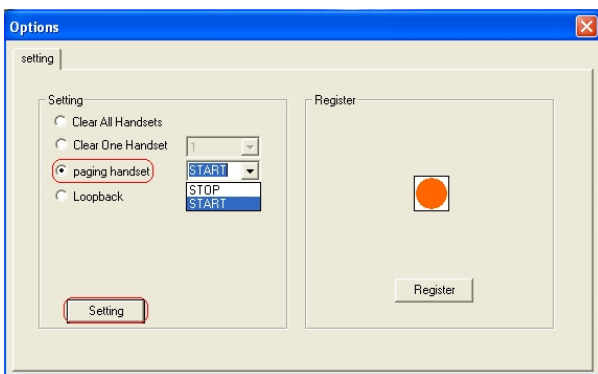 Options
setting
Setting
Clear All Handsets
Clear One Handset 1
paging handset START
STOP
START
Loopback
Setting
Register
Register